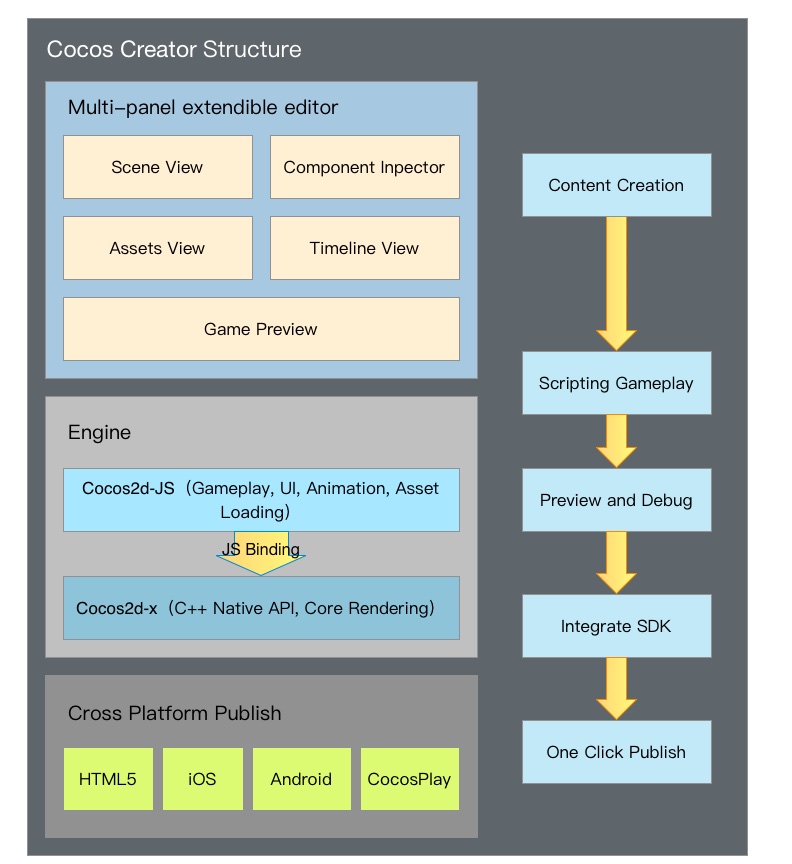 Cocos Creator Structure
Multi-panel extendible editor
Scene View
Component Inpector
Assets View
Timeline View
Game Preview
Engine
Cocos2d-JS（Gameplay, UI, Animation, Asset
Loading）
JS Binding
Cocos2d-x（C++ Native API, Core Rendering）
Cross Platform Publish
HTML5
iOS
Android
CocosPlay
Content Creation
Scripting Gameplay
Preview and Debug
Integrate SDK
One Click Publish